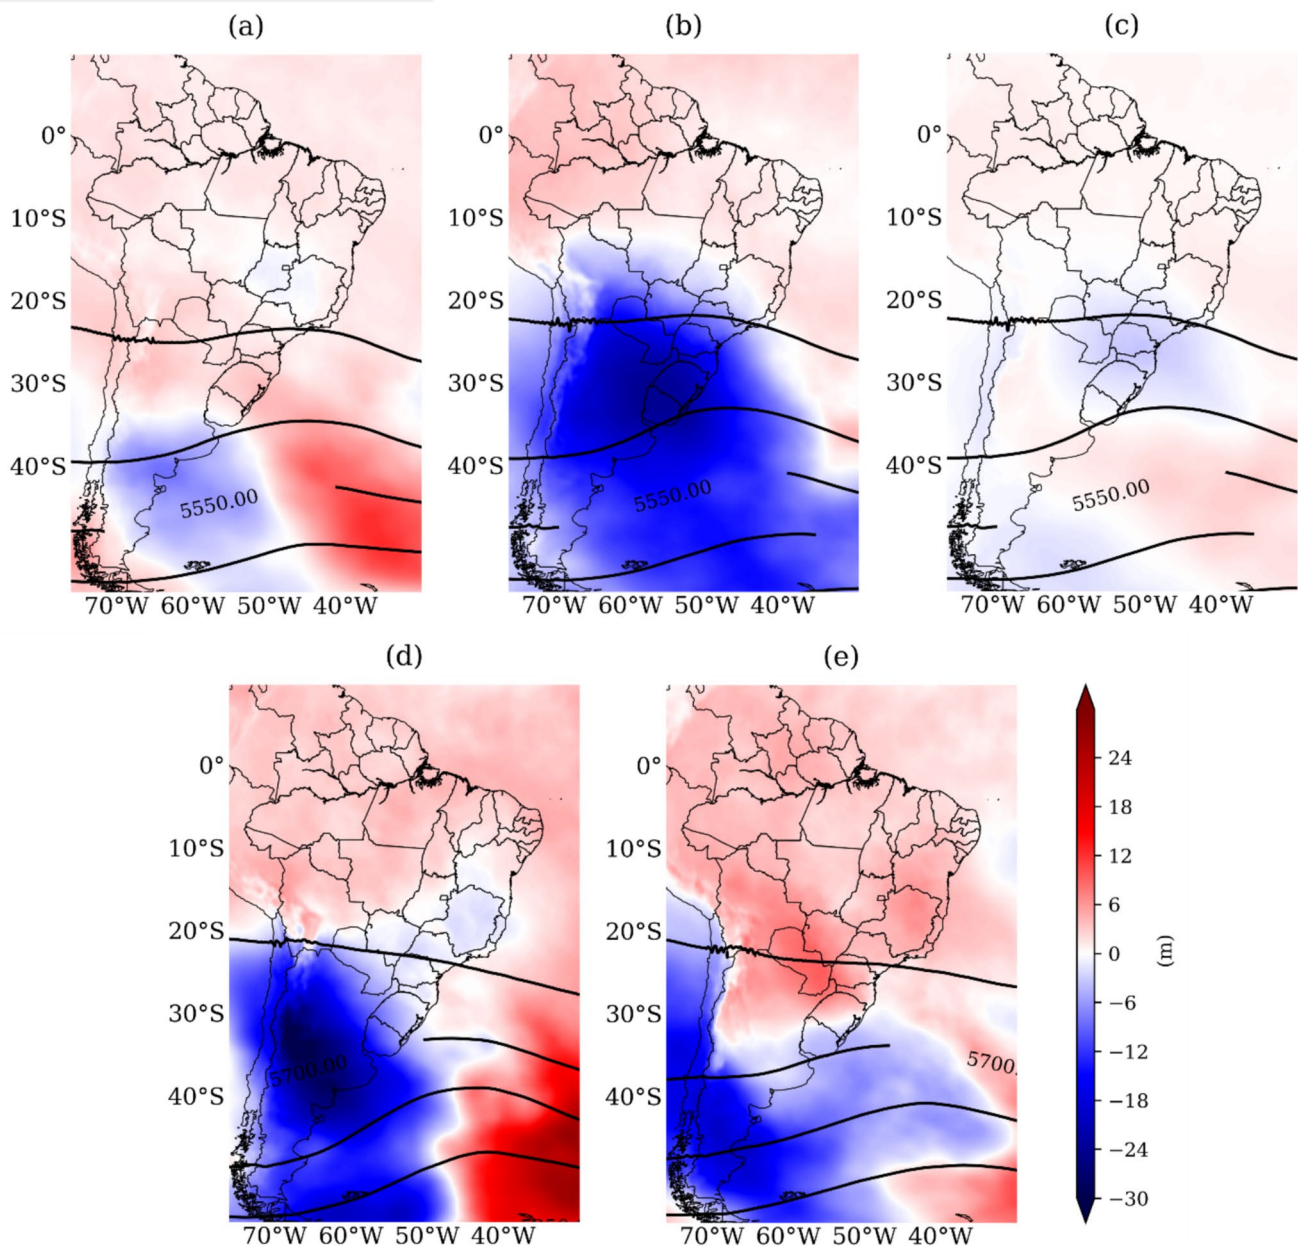 (a) (b) (c)
0° 0° 0°
10°S 10°S 10°S
20°S 20°S 20°S
30°S 30°S 30°S
40°S 40°S 40°S
5550.00 5550.00 5550.00
70°W 60°W 50°W 40°W 70°W 60°W 50°W 40°W 70°W 60°W 50°W 40°W
(d) (e)
0° 0° 24
18
12
10°S 10°S 6
20°S 20°S 0
(m)
30°S 30°S −6
5700.00 5700. −12
40°S 40°S −18
−24
−30
70°W 60°W 50°W 40°W 70°W 60°W 50°W 40°W